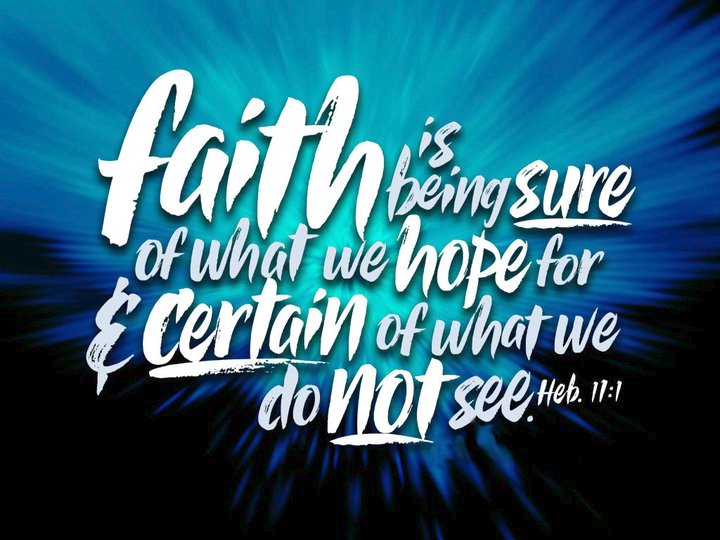 faith is being sure
of what we hope for
& certain of what we
do not see. Heb. 11:1